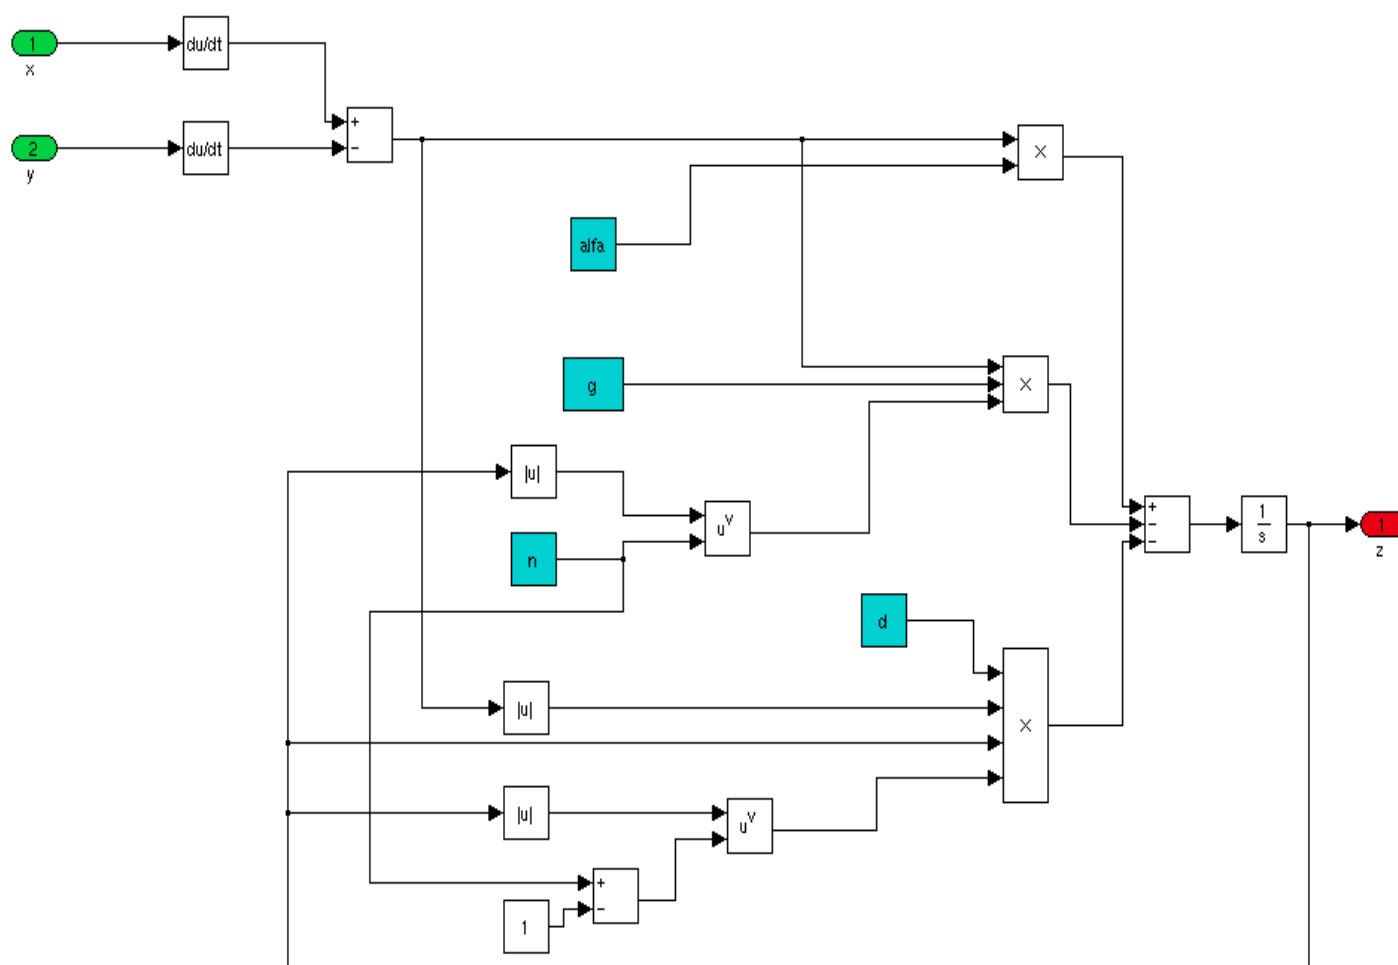 1
du/dt
x
+
−
2
du/dt
y
×
alfa
g
×
|u|
u^v
n
+
−
−
1
s
1
z
d
|u|
×
|u|
u^v
+
−
1